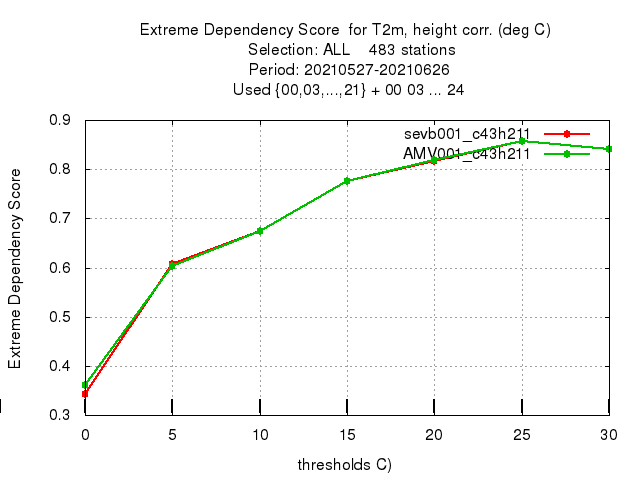 Extreme Dependency Score for T2m, height corr. (deg C)
Selection: ALL 483 stations
Period: 20210527-20210626
Used {00,03,...,21} + 00 03 ... 24
sevb001_c43h211
AMV001_c43h211
Extreme Dependency Score
0.9
0.8
0.7
0.6
0.5
0.4
0.3
0 5 10 15 20 25 30
thresholds C)